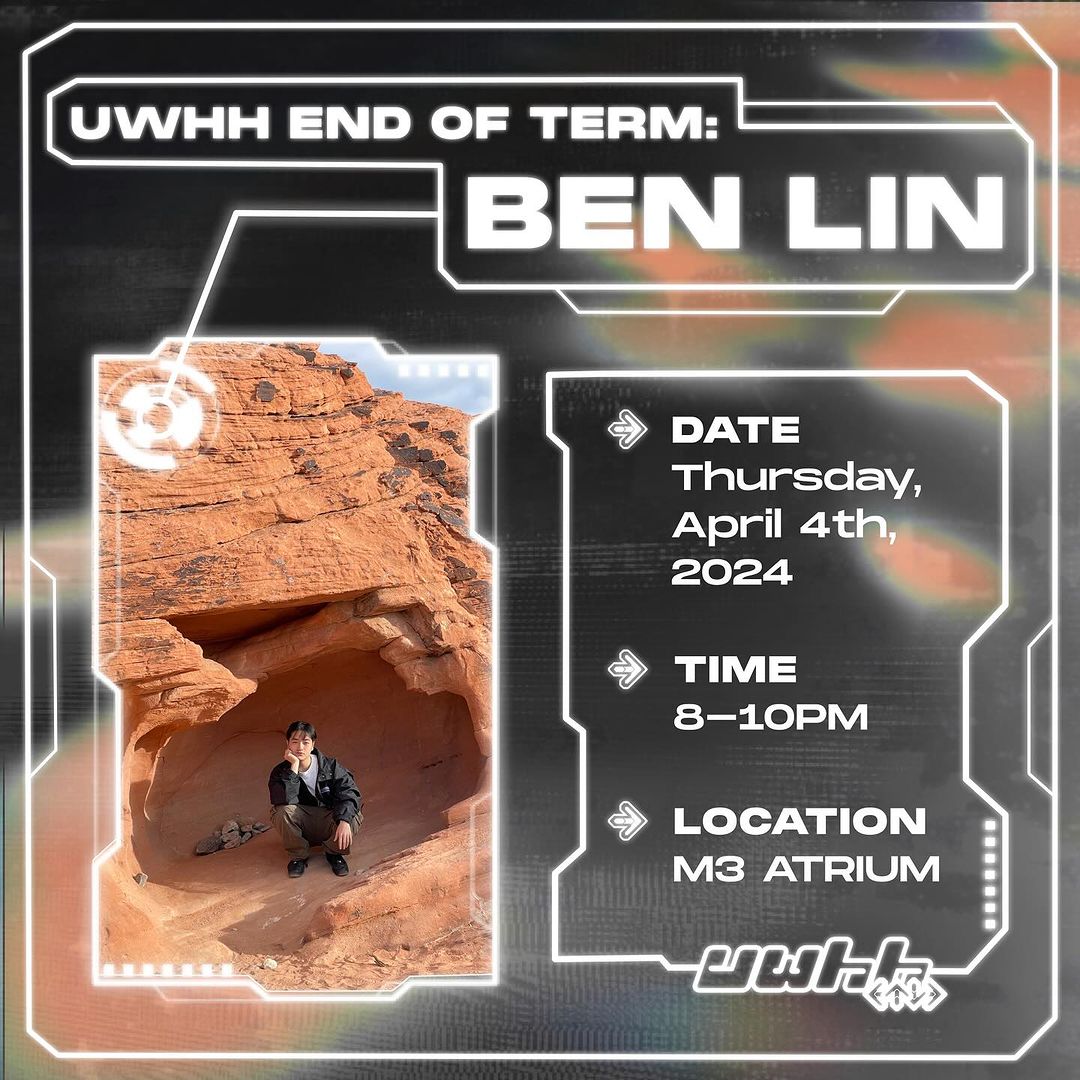 UWHH END OF TERM:
BEN LIN
DATE
Thursday,
April 4th,
2024
TIME
8–10PM
LOCATION
M3 ATRIUM
uwhh